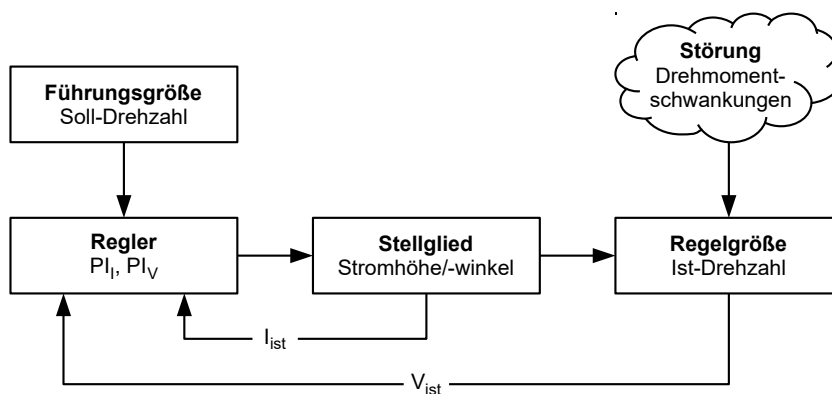 Störung
Drehmoment-
schwankungen
Führungsgröße
Soll-Drehzahl
Regler
PI_I, PI_V
Stellglied
Stromhöhe/-winkel
Regelgröße
Ist-Drehzahl
I_ist
V_ist